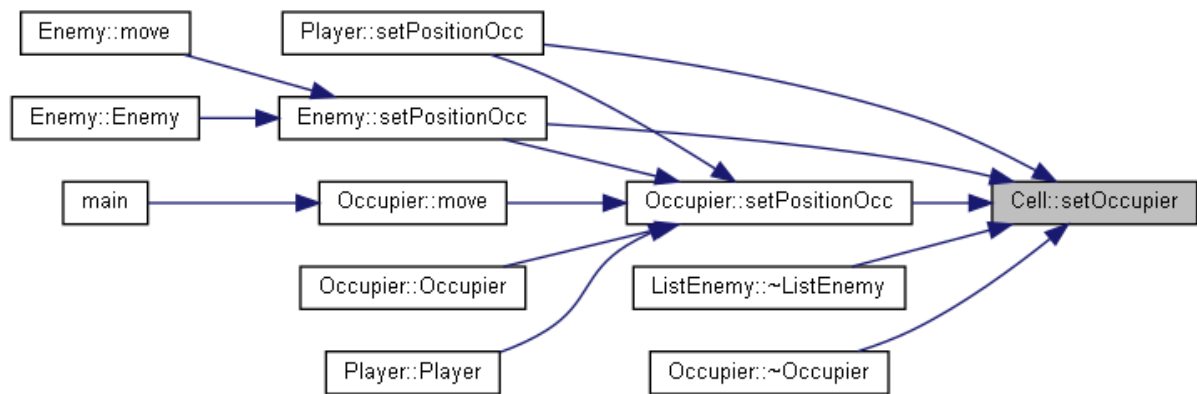 Enemy::move
Player::setPositionOcc
Enemy::Enemy
Enemy::setPositionOcc
main
Occupier::move
Occupier::setPositionOcc
Cell::setOccupier
Occupier::Occupier
ListEnemy::~ListEnemy
Player::Player
Occupier::~Occupier